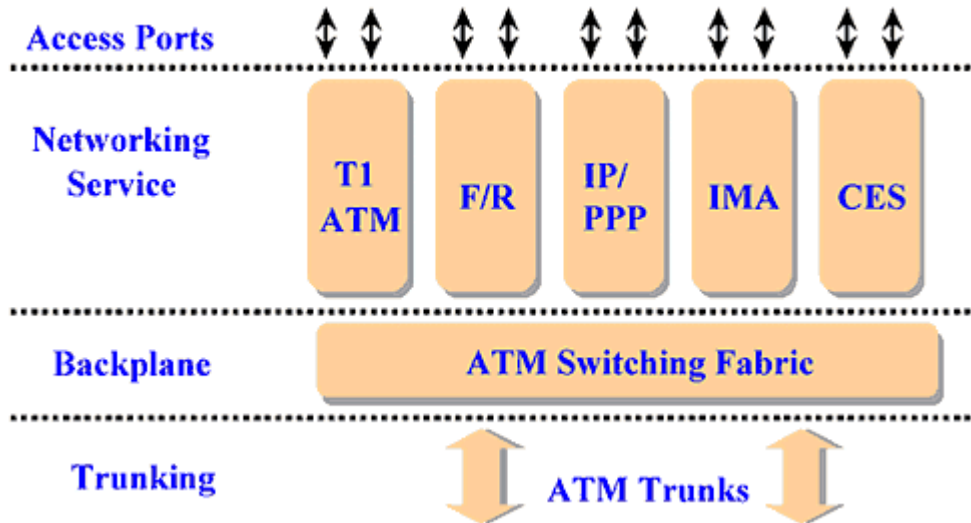 Access Ports
Networking
Service
T1
ATM
F/R
IP/
PPP
IMA
CES
Backplane
ATM Switching Fabric
Trunking
ATM Trunks